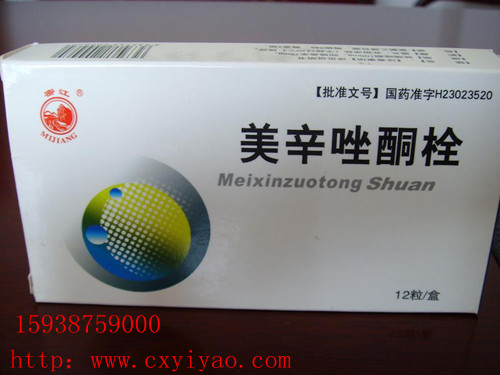 【批准文号】国药准字H23023520
MIJIANG
美辛唑酮栓
Meixinzuotong Shuan
12粒/盒
15938759000
http: www.cxyiyao.com